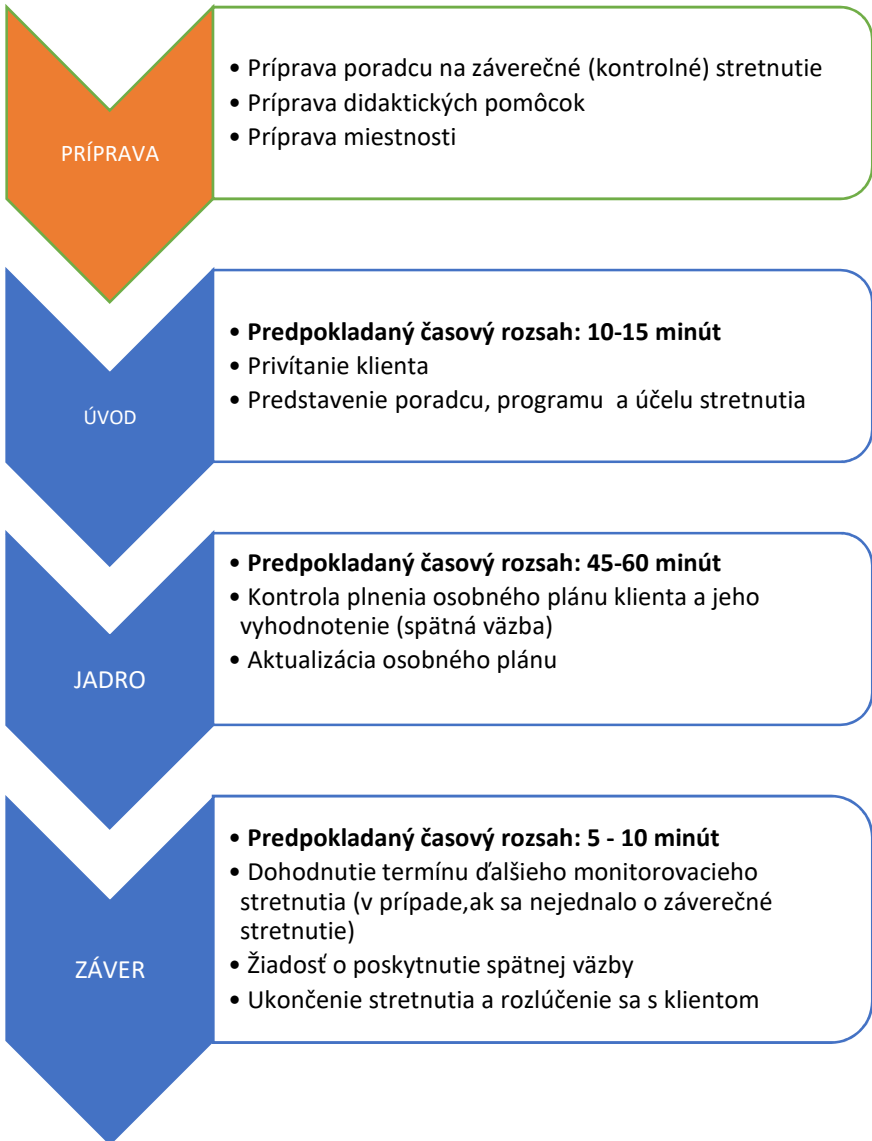 PRÍPRAVA
• Príprava poradcu na záverečné (kontrolné) stretnutie
• Príprava didaktických pomôcok
• Príprava miestnosti
ÚVOD
• Predpokladaný časový rozsah: 10-15 minút
• Privítanie klienta
• Predstavenie poradcu, programu  a účelu stretnutia
JADRO
• Predpokladaný časový rozsah: 45-60 minút
• Kontrola plnenia osobného plánu klienta a jeho
vyhodnotenie (spätná väzba)
• Aktualizácia osobného plánu
ZÁVER
• Predpokladaný časový rozsah: 5 - 10 minút
• Dohodnutie termínu ďalšieho monitorovacieho
stretnutia (v prípade,ak sa nejednalo o záverečné
stretnutie)
• Žiadosť o poskytnutie spätnej väzby
• Ukončenie stretnutia a rozlúčenie sa s klientom